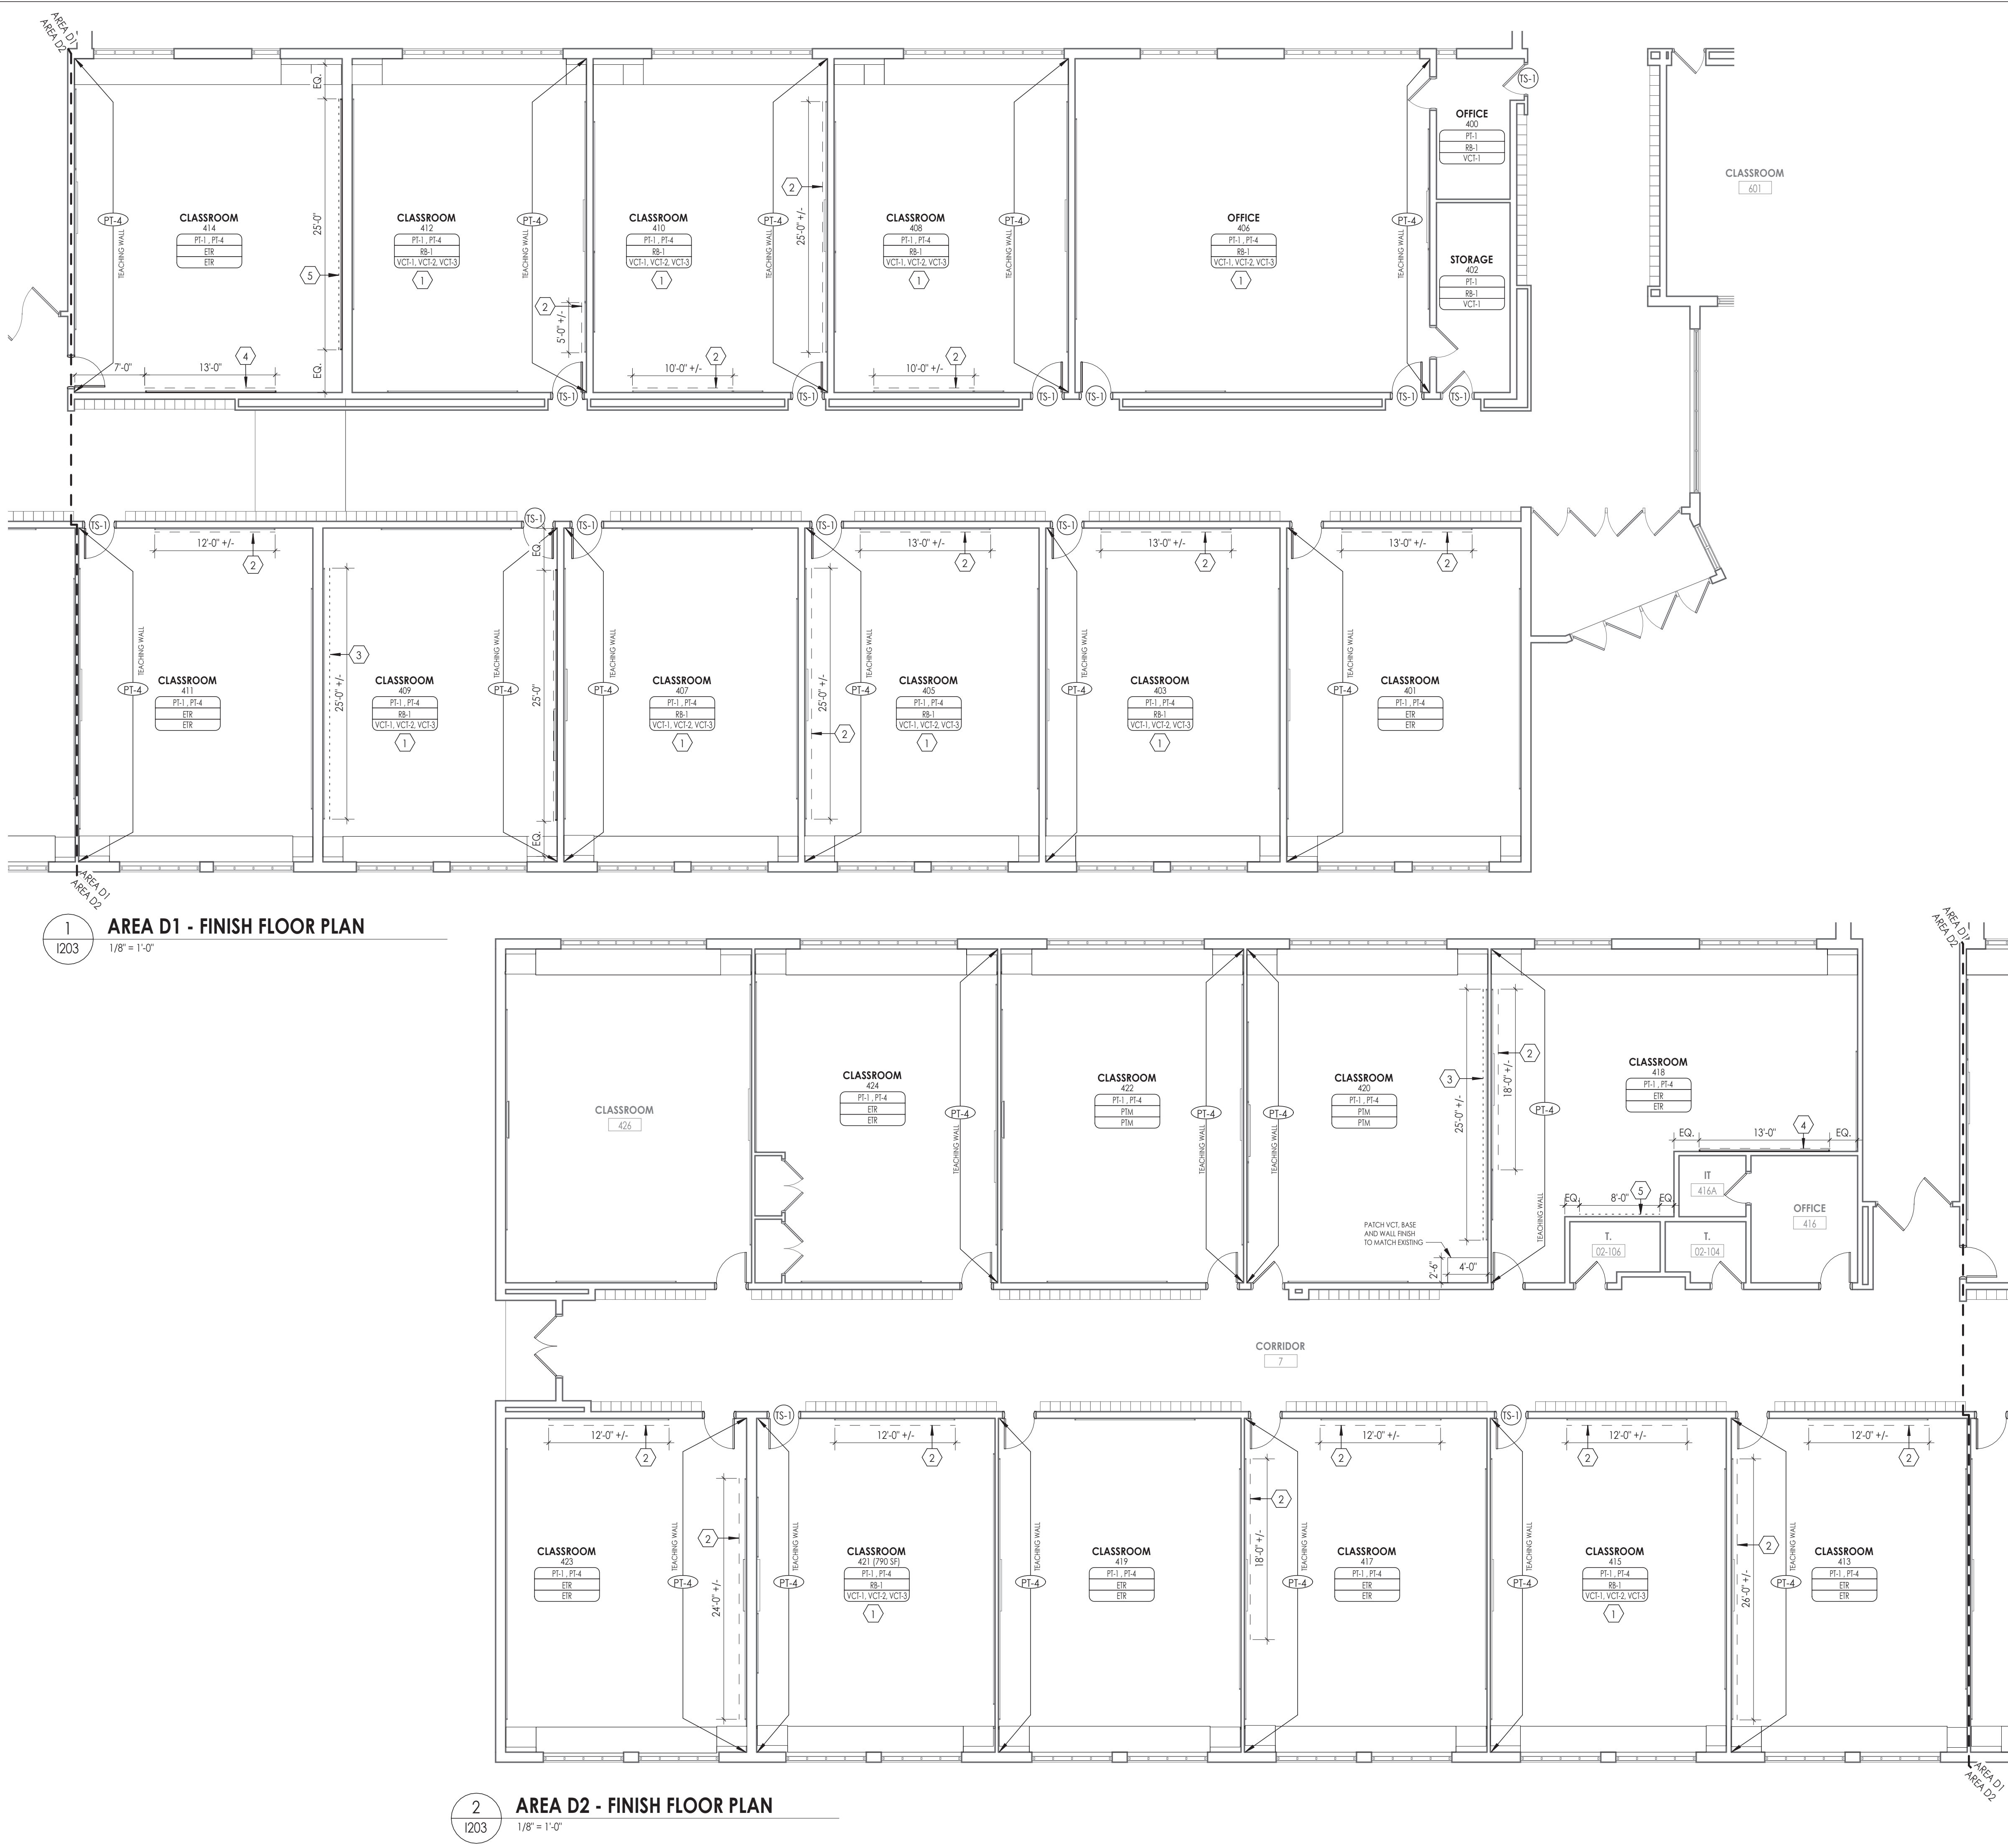 AREA D1
AREA D2
EQ.
25'-0"
EQ.
PT-4
TEACHING WALL
CLASSROOM
414
PT-1 , PT-4
ETR
ETR
5
7'-0"
13'-0"
4
CLASSROOM
412
PT-1 , PT-4
RB-1
VCT-1, VCT-2, VCT-3
1
PT-4
TEACHING WALL
2
5'-0" +/-
TS-1
CLASSROOM
410
PT-1 , PT-4
RB-1
VCT-1, VCT-2, VCT-3
1
PT-4
TEACHING WALL
2
25'-0" +/-
10'-0" +/-
2
TS-1
CLASSROOM
408
PT-1 , PT-4
RB-1
VCT-1, VCT-2, VCT-3
1
PT-4
TEACHING WALL
10'-0" +/-
2
TS-1
TS-1
OFFICE
406
PT-1 , PT-4
RB-1
VCT-1, VCT-2, VCT-3
1
PT-4
TEACHING WALL
TS-1
TS-1
OFFICE
400
PT-1
RB-1
VCT-1
TS-1
STORAGE
402
PT-1
RB-1
VCT-1
CLASSROOM
601
TS-1
12'-0" +/-
2
TEACHING WALL
PT-4
CLASSROOM
411
PT-1 , PT-4
ETR
ETR
3
25'-0" +/-
CLASSROOM
409
PT-1 , PT-4
RB-1
VCT-1, VCT-2, VCT-3
1
TEACHING WALL
PT-4
TS-1
EQ.
25'-0"
EQ.
TS-1
TEACHING WALL
PT-4
CLASSROOM
407
PT-1 , PT-4
RB-1
VCT-1, VCT-2, VCT-3
1
TS-1
13'-0" +/-
2
TEACHING WALL
PT-4
25'-0" +/-
2
CLASSROOM
405
PT-1 , PT-4
RB-1
VCT-1, VCT-2, VCT-3
1
TS-1
13'-0" +/-
2
TEACHING WALL
PT-4
CLASSROOM
403
PT-1 , PT-4
RB-1
VCT-1, VCT-2, VCT-3
1
13'-0" +/-
2
TEACHING WALL
PT-4
CLASSROOM
401
PT-1 , PT-4
ETR
ETR
AREA D1
AREA D2
1
I203
AREA D1 - FINISH FLOOR PLAN
1/8" = 1'-0"
AREA D1
AREA D2
CLASSROOM
426
CLASSROOM
424
PT-1 , PT-4
ETR
ETR
PT-4
TEACHING WALL
CLASSROOM
422
PT-1 , PT-4
PTM
PTM
PT-4
TEACHING WALL
PT-4
TEACHING WALL
CLASSROOM
420
PT-1 , PT-4
PTM
PTM
3
25'-0" +/-
PATCH VCT, BASE
AND WALL FINISH
TO MATCH EXISTING
2'-6"
4'-0"
18'-0" +/-
2
PT-4
TEACHING WALL
CLASSROOM
418
PT-1 , PT-4
ETR
ETR
EQ.
13'-0"
4
EQ.
EQ.
8'-0"
5
EQ.
IT
416A
OFFICE
416
T.
02-106
T.
02-104
CORRIDOR
7
12'-0" +/-
2
TEACHING WALL
PT-4
2
24'-0" +/-
CLASSROOM
423
PT-1 , PT-4
ETR
ETR
TS-1
12'-0" +/-
2
TEACHING WALL
PT-4
CLASSROOM
421 (790 SF)
PT-1 , PT-4
RB-1
VCT-1, VCT-2, VCT-3
1
TEACHING WALL
PT-4
CLASSROOM
419
PT-1 , PT-4
ETR
ETR
12'-0" +/-
2
2
18'-0" +/-
TEACHING WALL
PT-4
CLASSROOM
417
PT-1 , PT-4
ETR
ETR
TS-1
12'-0" +/-
2
TEACHING WALL
PT-4
CLASSROOM
415
PT-1 , PT-4
RB-1
VCT-1, VCT-2, VCT-3
1
12'-0" +/-
2
2
26'-0" +/-
TEACHING WALL
PT-4
CLASSROOM
413
PT-1 , PT-4
ETR
ETR
AREA D1
AREA D2
2
I203
AREA D2 - FINISH FLOOR PLAN
1/8" = 1'-0"